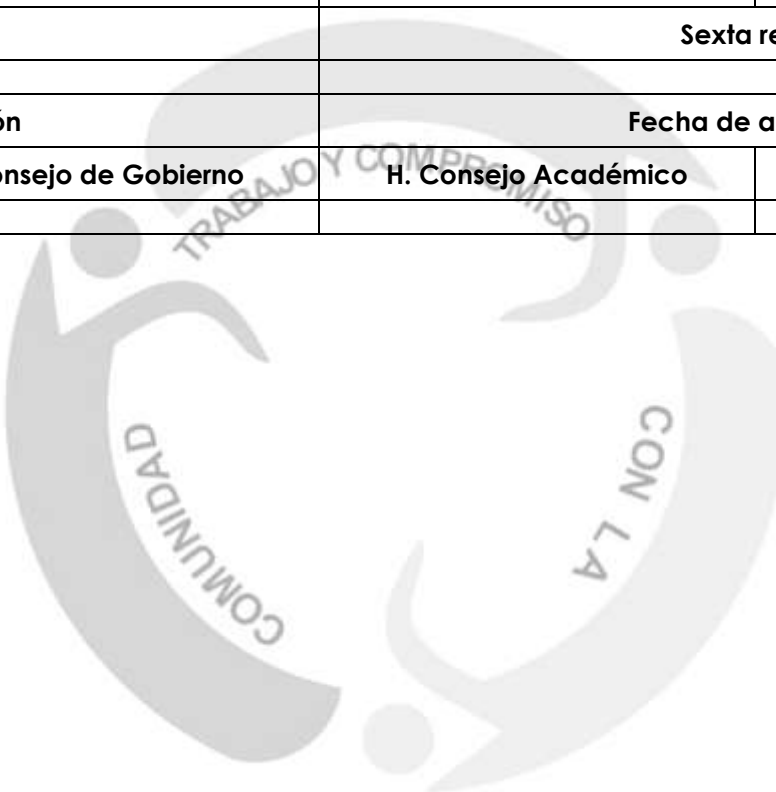 Sexta re
ón
Fecha de a
onsejo de Gobierno
H. Consejo Académico
TRABAJO Y COMPROMISO
CON LA
COMUNIDAD